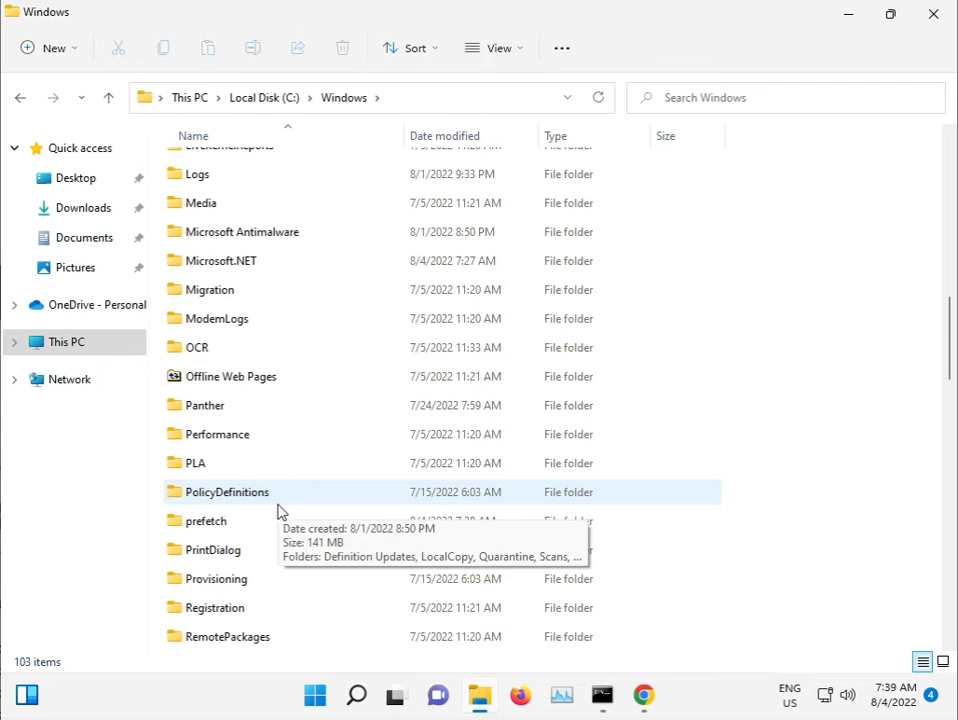 Windows
New
Sort
View
This PC
Local Disk (C:)
Windows
Search Windows
Name
Date modified
Type
Size
Quick access
Desktop
Downloads
Documents
Pictures
OneDrive - Personal
This PC
Network
LiveKernelReports 7/5/2022 11:20 AM File folder
Logs 8/1/2022 9:33 PM File folder
Media 7/5/2022 11:21 AM File folder
Microsoft Antimalware 8/1/2022 8:50 PM File folder
Microsoft.NET 8/4/2022 7:27 AM File folder
Migration 7/5/2022 11:20 AM File folder
ModemLogs 7/5/2022 11:20 AM File folder
OCR 7/5/2022 11:33 AM File folder
Offline Web Pages 7/5/2022 11:21 AM File folder
Panther 7/24/2022 7:59 AM File folder
Performance 7/5/2022 11:20 AM File folder
PLA 7/5/2022 11:20 AM File folder
PolicyDefinitions 7/15/2022 6:03 AM File folder
prefetch
Date created: 8/1/2022 8:50 PM
Size: 141 MB
Folders: Definition Updates, LocalCopy, Quarantine, Scans, ...
PrintDialog
Provisioning 7/15/2022 6:03 AM File folder
Registration 7/5/2022 11:21 AM File folder
RemotePackages 7/5/2022 11:20 AM File folder
103 items
ENG
US
7:39 AM
8/4/2022
4